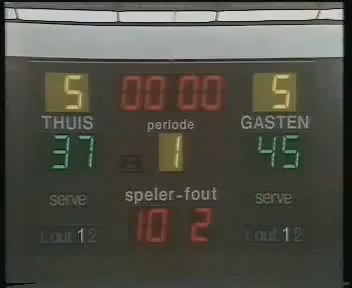 5 00 00 5
THUIS periode GASTEN
37 1 45
speler-fout
serve serve
t.out 1 2 10 2 t.out 1 2